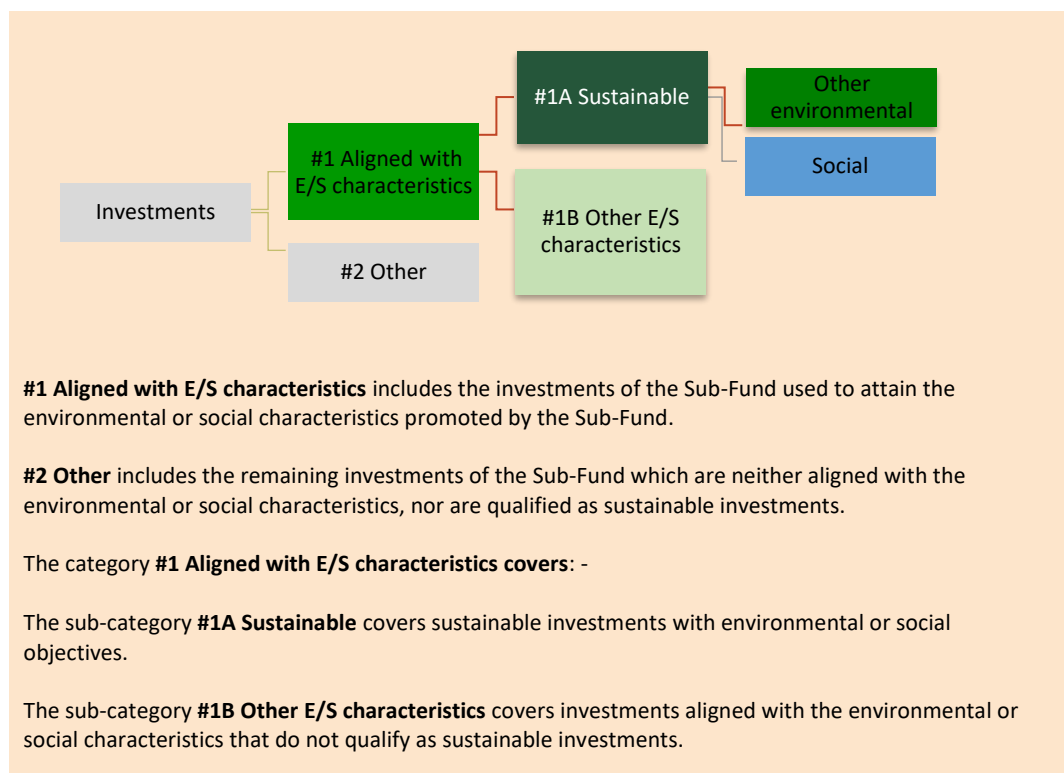 #1A Sustainable
Other
environmental
#1 Aligned with
E/S characteristics
Social
Investments
#1B Other E/S
characteristics
#2 Other
#1 Aligned with E/S characteristics includes the investments of the Sub-Fund used to attain the
environmental or social characteristics promoted by the Sub-Fund.
#2 Other includes the remaining investments of the Sub-Fund which are neither aligned with the
environmental or social characteristics, nor are qualified as sustainable investments.
The category #1 Aligned with E/S characteristics covers: -
The sub-category #1A Sustainable covers sustainable investments with environmental or social
objectives.
The sub-category #1B Other E/S characteristics covers investments aligned with the environmental or
social characteristics that do not qualify as sustainable investments.